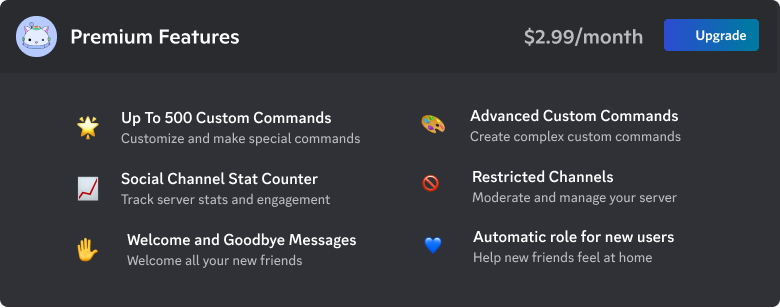 Premium Features
$2.99/month
Upgrade
Up To 500 Custom Commands
Customize and make special commands
Advanced Custom Commands
Create complex custom commands
Social Channel Stat Counter
Track server stats and engagement
Restricted Channels
Moderate and manage your server
Welcome and Goodbye Messages
Welcome all your new friends
Automatic role for new users
Help new friends feel at home